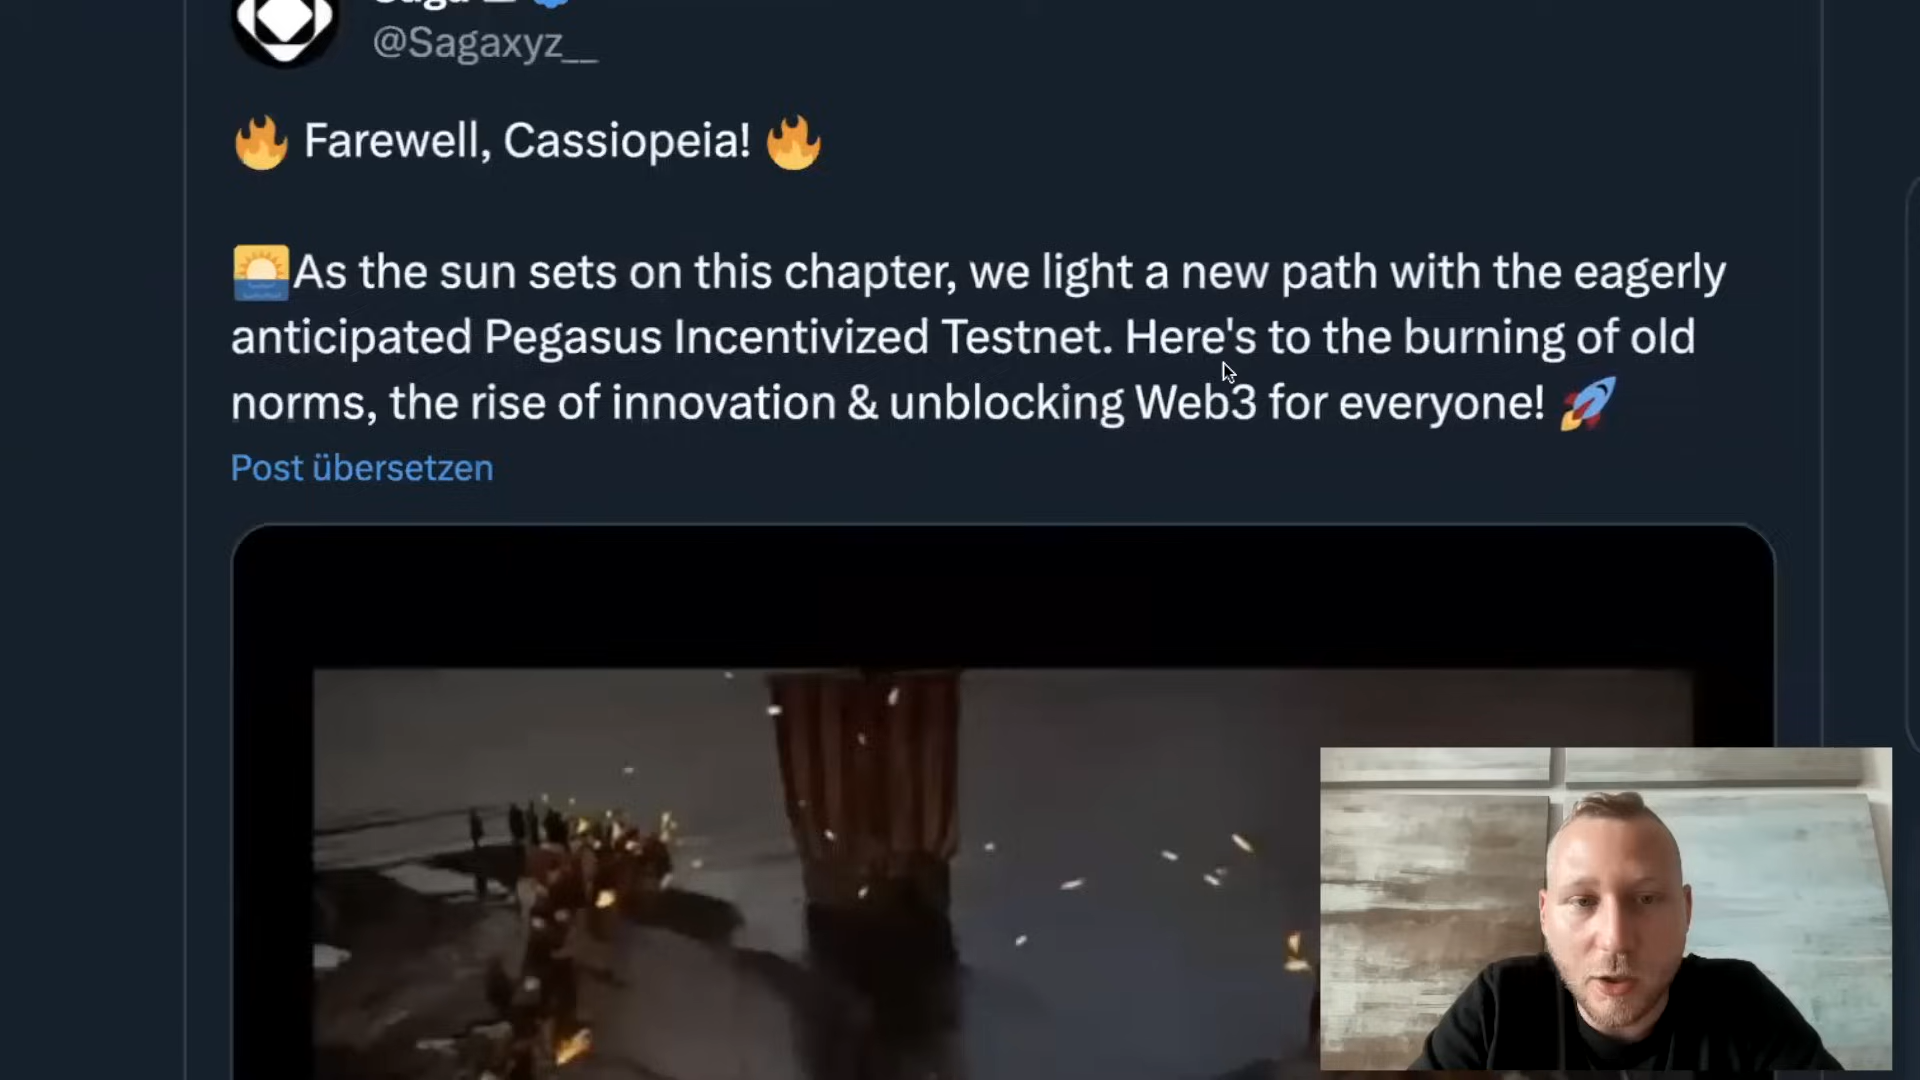 @Sagaxyz__
🔥 Farewell, Cassiopeia! 🔥
🌅As the sun sets on this chapter, we light a new path with the eagerly
anticipated Pegasus Incentivized Testnet. Here's to the burning of old
norms, the rise of innovation & unblocking Web3 for everyone! 🚀
Post übersetzen